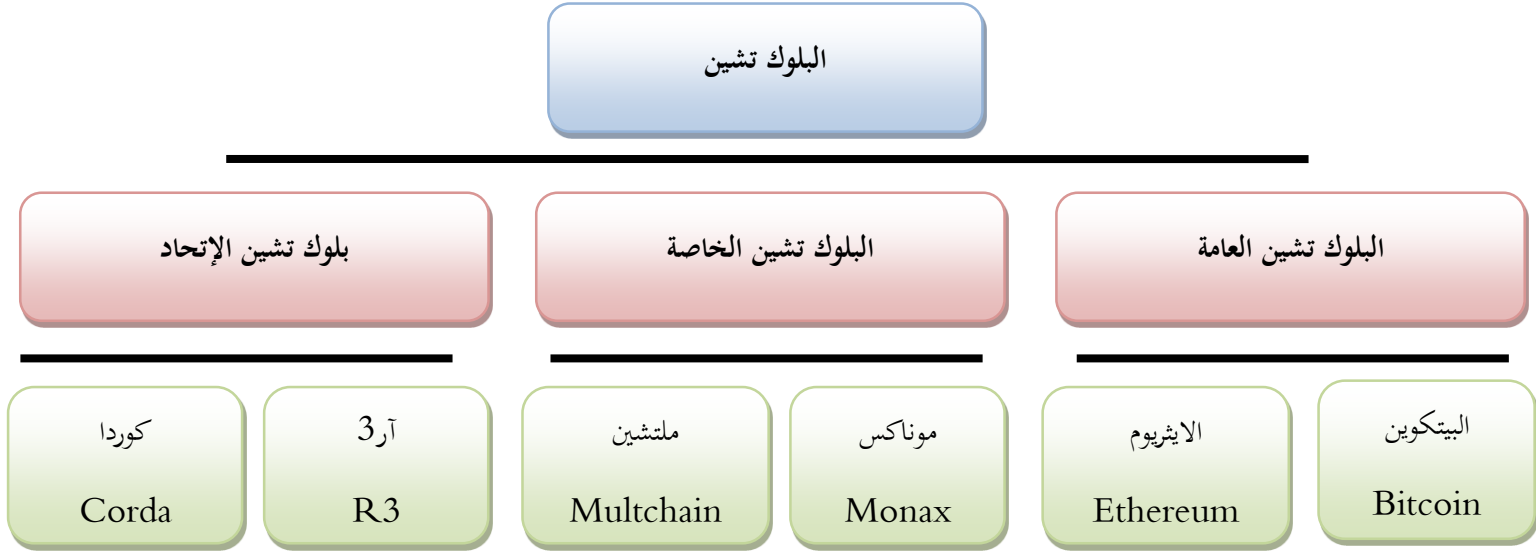 البلوك تشين
البلوك تشين العامة
البلوك تشين الخاصة
بلوك تشين الإتحاد
البيتكوين
Bitcoin
الايثريوم
Ethereum
موناكس
Monax
ملتشين
Multchain
آر3
R3
كوردا
Corda